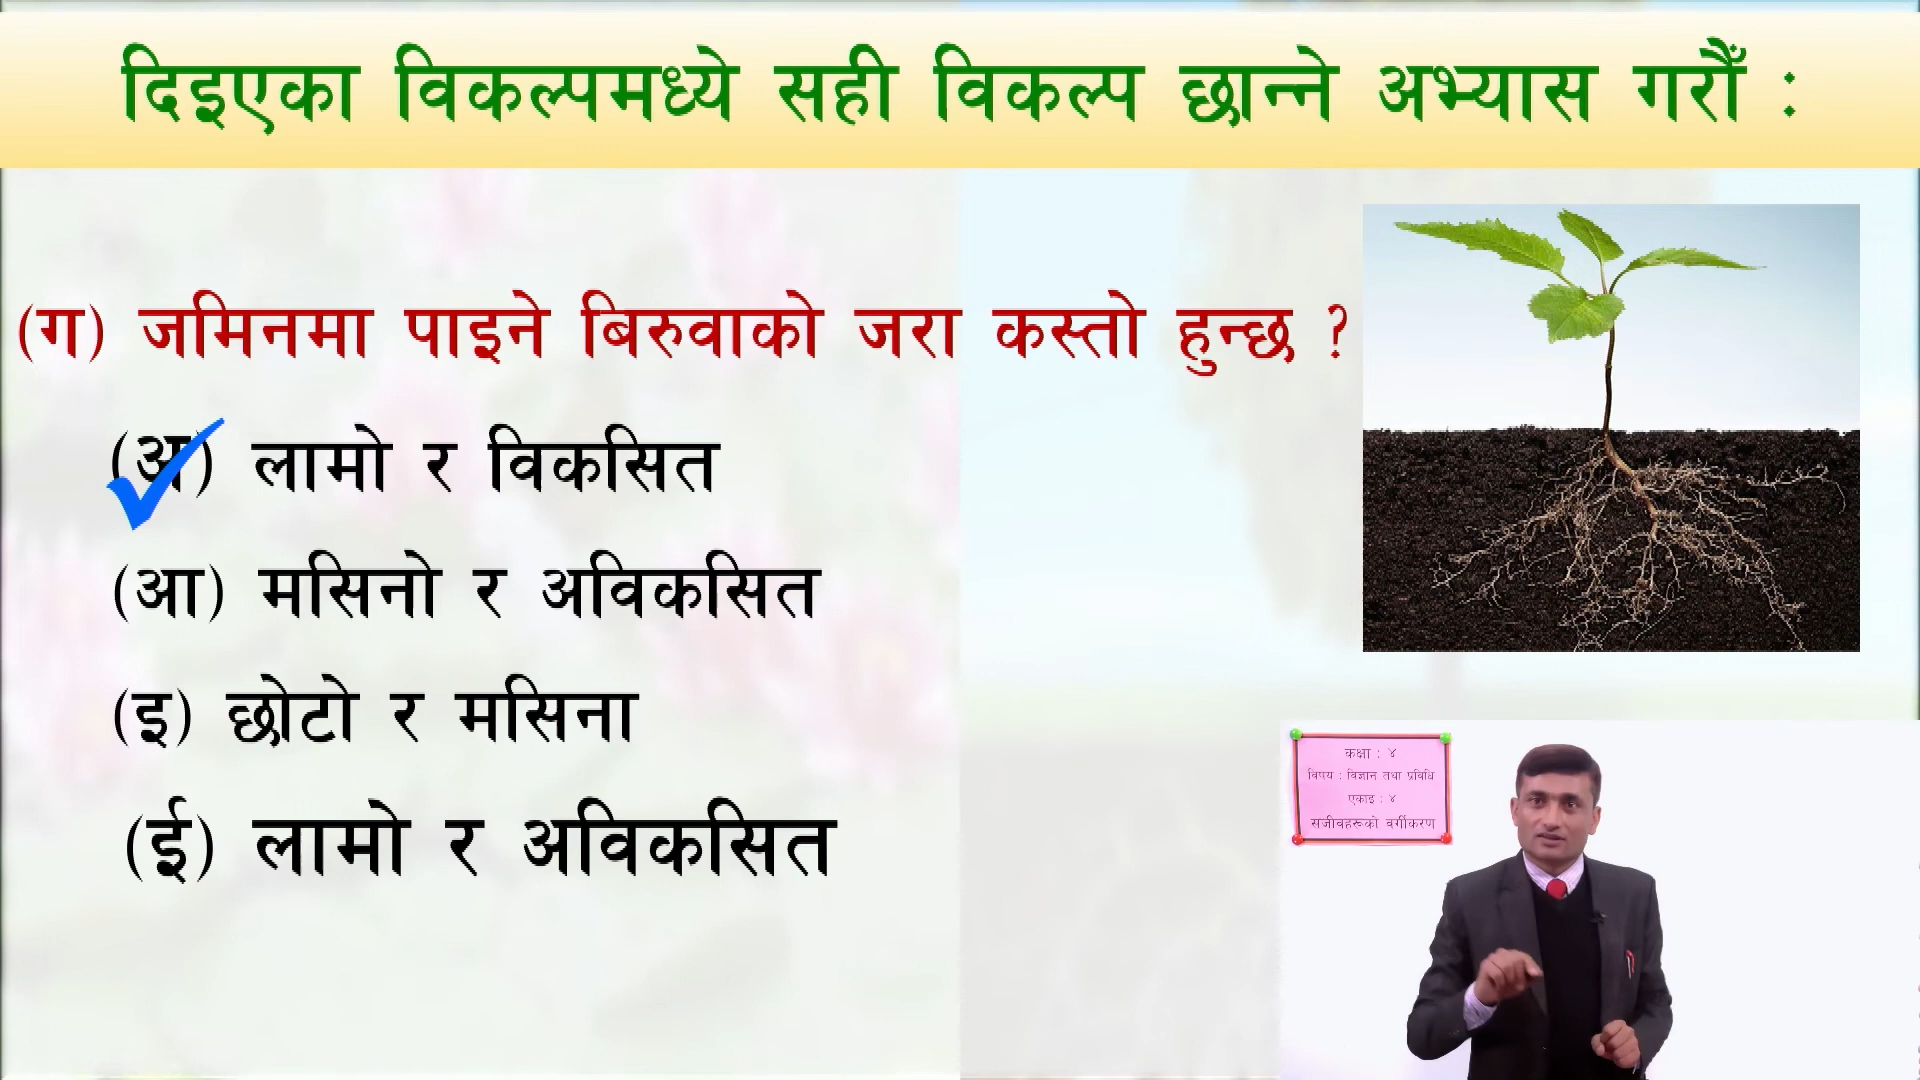 दिइएका विकल्पमध्ये सही विकल्प छान्ने अभ्यास गरौँ :
(ग) जमिनमा पाइने बिरुवाको जरा कस्तो हुन्छ ?
(अ) लामो र विकसित
(आ) मसिनो र अविकसित
(इ) छोटो र मसिना
(ई) लामो र अविकसित
कक्षा : ४
विषय : विज्ञान तथा प्रविधि
एकाइ : ४
सजीवहरूको वर्गीकरण